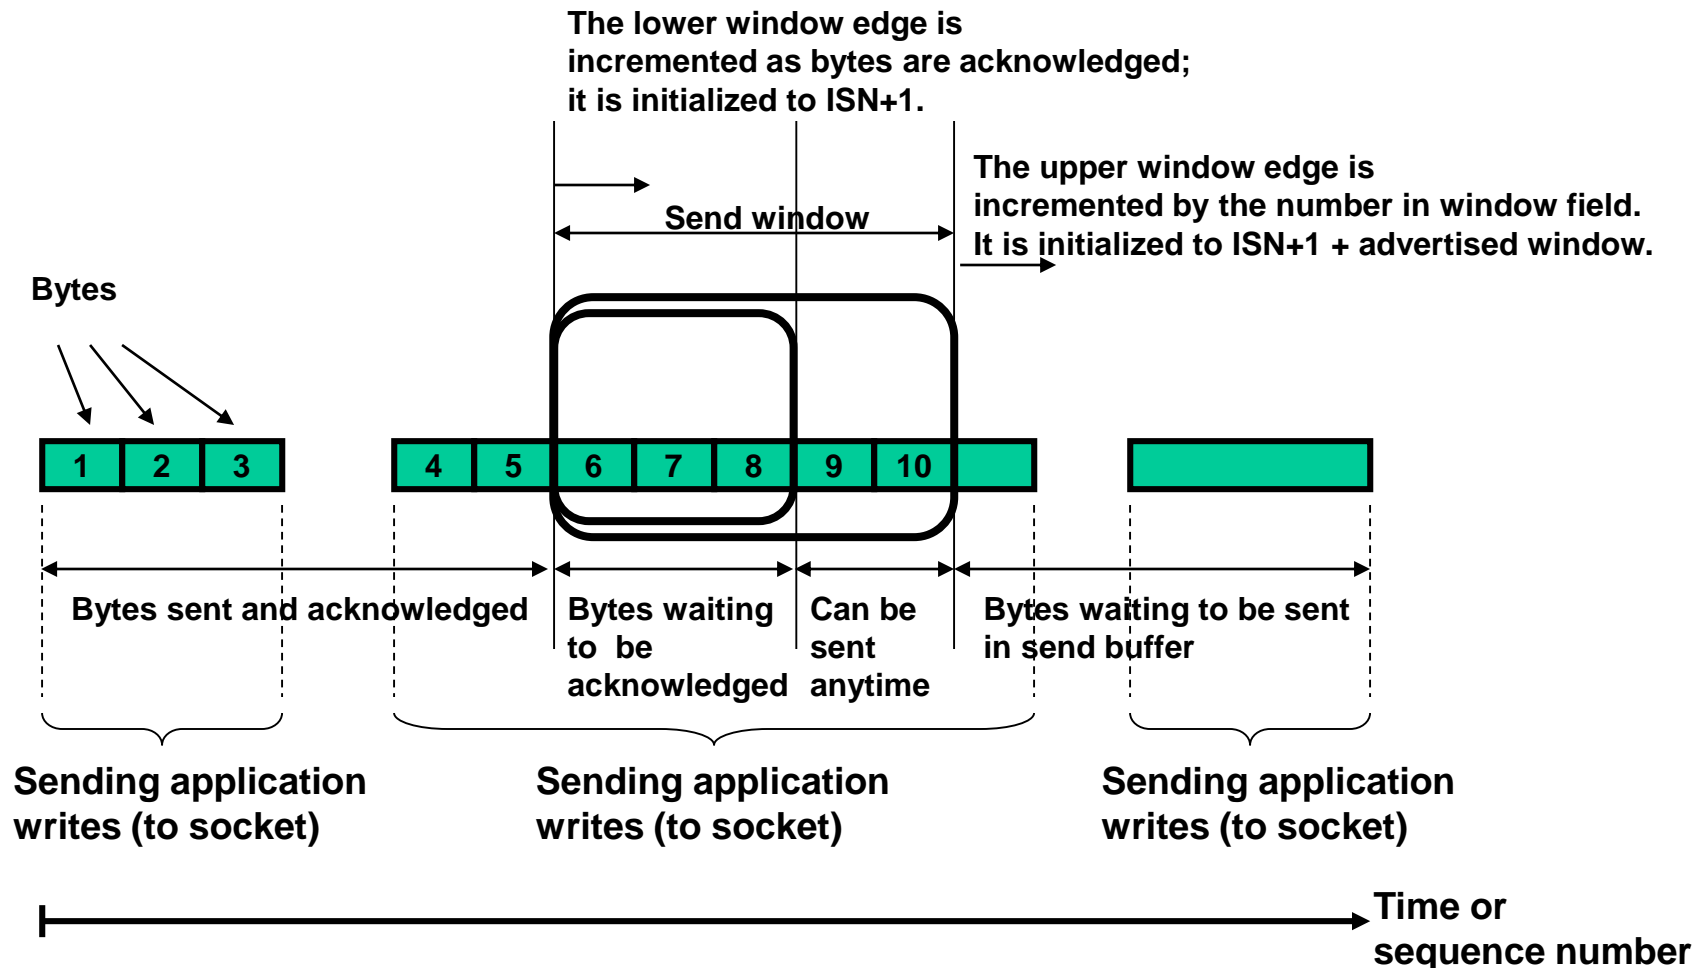 The lower window edge is
incremented as bytes are acknowledged;
it is initialized to ISN+1.
The upper window edge is
incremented by the number in window field.
It is initialized to ISN+1 + advertised window.
Send window
Bytes
1 2 3 4 5 6 7 8 9 10
Bytes sent and acknowledged
Bytes waiting
to be
acknowledged
Can be
sent
anytime
Bytes waiting to be sent
in send buffer
Sending application
writes (to socket)
Sending application
writes (to socket)
Sending application
writes (to socket)
Time or
sequence number